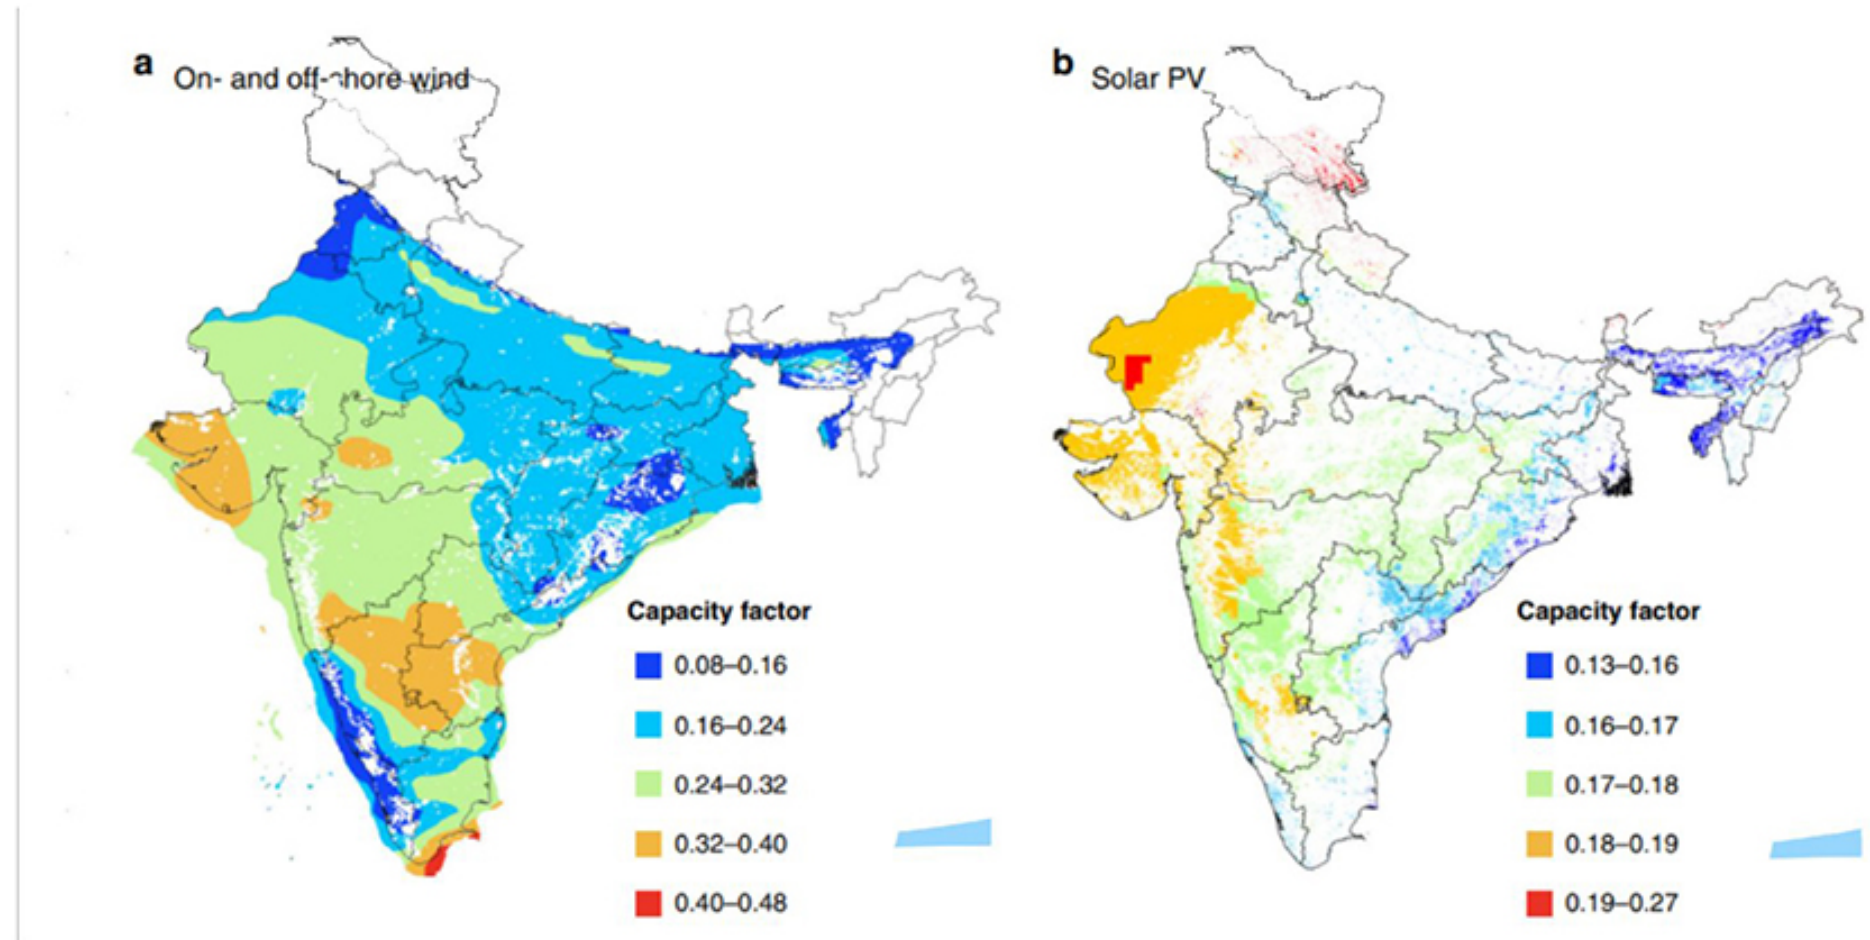 a
On- and off-shore wind
Capacity factor
0.08–0.16
0.16–0.24
0.24–0.32
0.32–0.40
0.40–0.48
b
Solar PV
Capacity factor
0.13–0.16
0.16–0.17
0.17–0.18
0.18–0.19
0.19–0.27